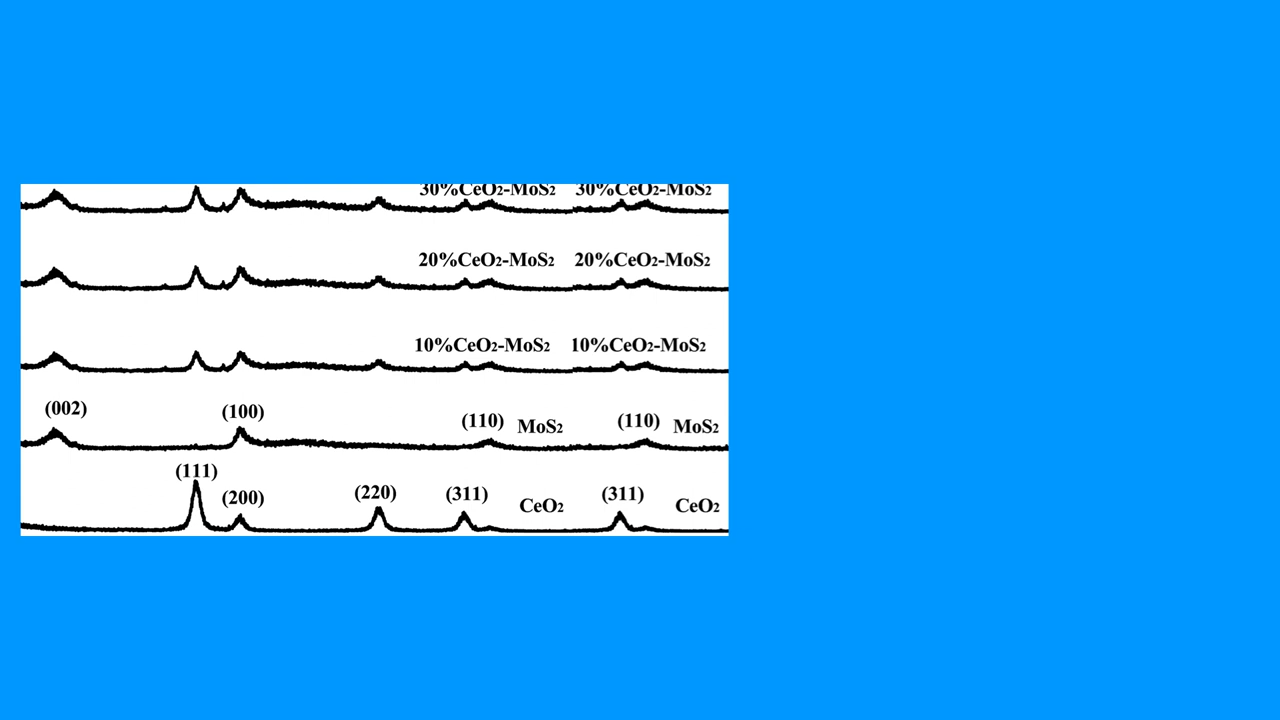 30%CeO2-MoS2 30%CeO2-MoS2
20%CeO2-MoS2 20%CeO2-MoS2
10%CeO2-MoS2 10%CeO2-MoS2
(002) (100) (110) MoS2 (110) MoS2
(111) (200) (220) (311) CeO2 (311) CeO2